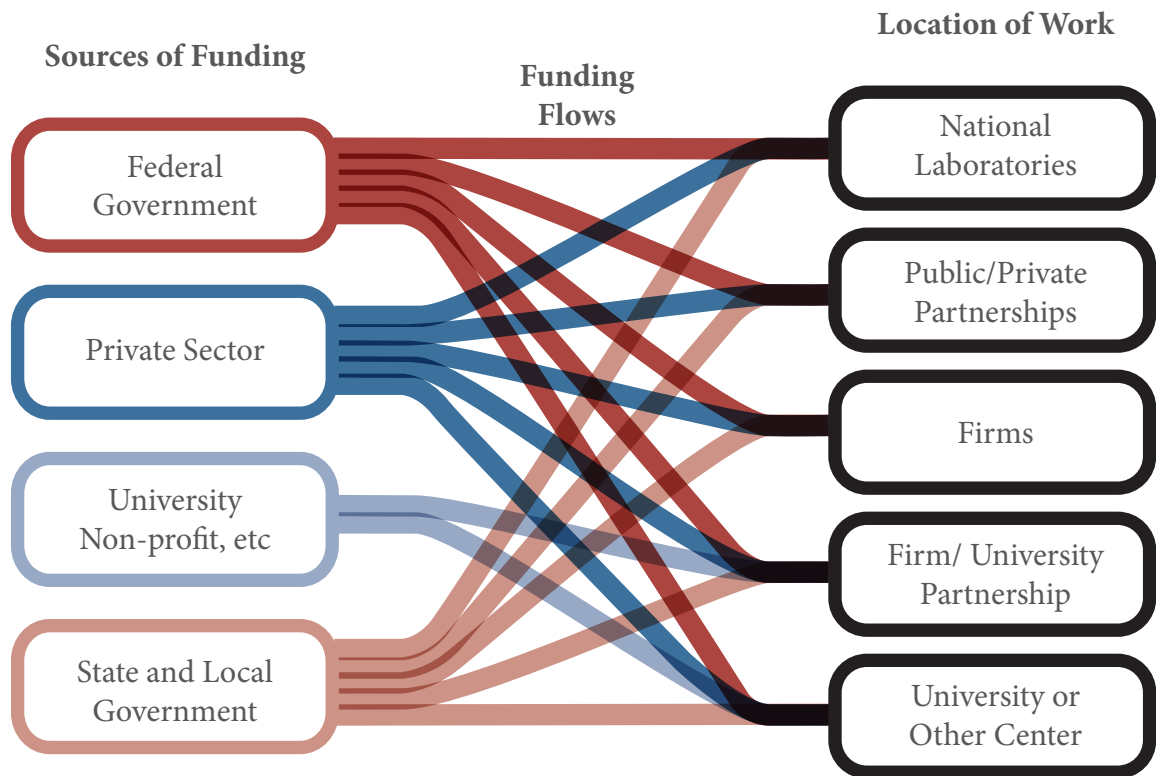 Sources of Funding
Funding
Flows
Location of Work
Federal
Government
Private Sector
University
Non-profit, etc
State and Local
Government
National
Laboratories
Public/Private
Partnerships
Firms
Firm/ University
Partnership
University or
Other Center